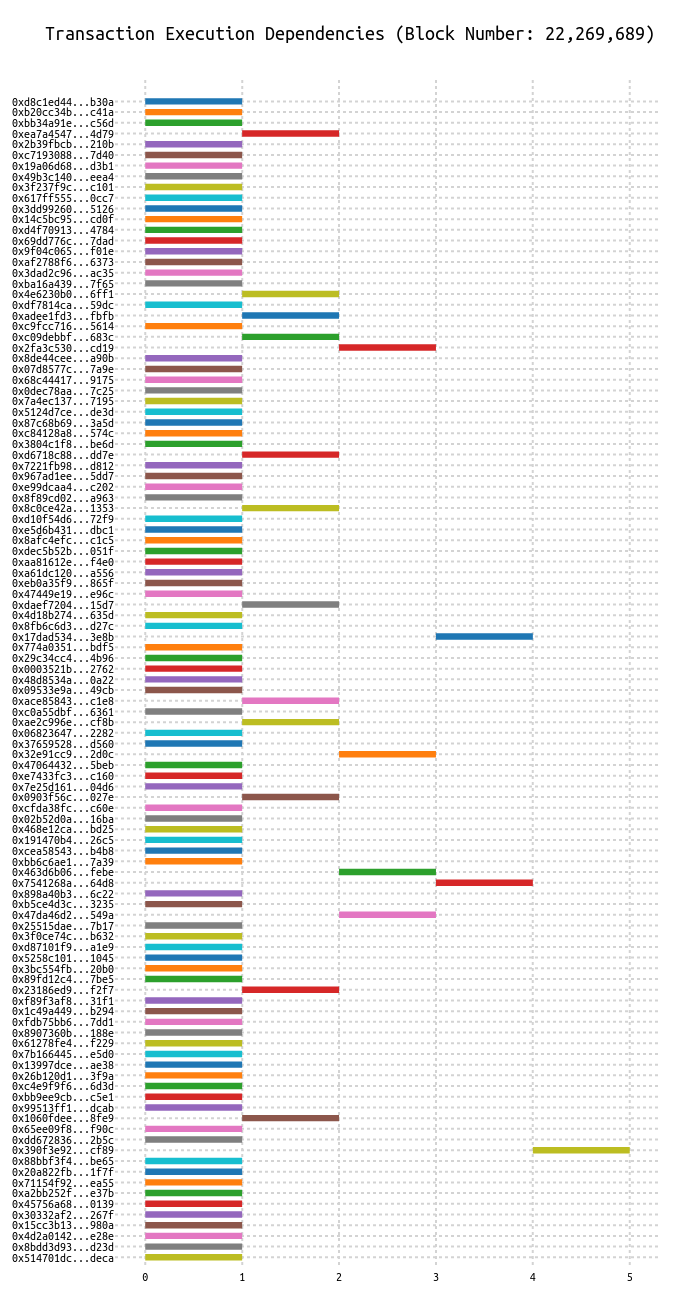 Transaction Execution Dependencies (Block Number: 22,269,689)
0xd8c1ed44...b30a
0xb20cc34b...c41a
0xbb34a91e...c56d
0xea7a4547...4d79
0x2b39fbcb...210b
0xc7193088...7d40
0x19a06d68...d3b1
0x49b3c140...eea4
0x3f237f9c...c101
0x617ff555...0cc7
0x3dd99260...5126
0x14c5bc95...cd0f
0xd4f70913...4784
0x69dd776c...7dad
0x9f04c065...f01e
0xaf2788f6...6373
0x3dad2c96...ac35
0xba16a439...7f65
0x4e6230b0...6ff1
0xdf7814ca...59dc
0xadee1fd3...fbfb
0xc9fcc716...5614
0xc09debbf...683c
0x2fa3c530...cd19
0x8de44cee...a90b
0x07d8577c...7a9e
0x68c44417...9175
0x0dec78aa...7c25
0x7a4ec137...7195
0x5124d7ce...de3d
0x87c68b69...3a5d
0xc84128a8...574c
0x3804c1f8...be6d
0xd6718c88...dd7e
0x7221fb98...d812
0x967ad1ee...5dd7
0xe99dcaa4...c202
0x8f89cd02...a963
0x8c0ce42a...1353
0xd10f54d6...72f9
0xe5d6b431...dbc1
0x8afc4efc...c1c5
0xdec5b52b...051f
0xaa81612e...f4e0
0xa61dc120...a556
0xeb0a35f9...865f
0x47449e19...e96c
0xdaef7204...15d7
0x4d18b274...635d
0x8fb6c6d3...d27c
0x17dad534...3e8b
0x774a0351...bdf5
0x29c34cc4...4b96
0x0003521b...2762
0x48d8534a...0a22
0x09533e9a...49cb
0xace85843...c1e8
0xc0a55dbf...6361
0xae2c996e...cf8b
0x06823647...2282
0x37659528...d560
0x32e91cc9...2d0c
0x47064432...5beb
0xe7433fc3...c160
0x7e25d161...04d6
0x0903f56c...027e
0xcfda38fc...c60e
0x02b52d0a...16ba
0x468e12ca...bd25
0x191470b4...26c5
0xcea58543...b4b8
0xbb6c6ae1...7a39
0x463d6b06...febe
0x7541268a...64d8
0x898a40b3...6c22
0xb5ce4d3c...3235
0x47da46d2...549a
0x25515dae...7b17
0x3f0ce74c...b632
0xd87101f9...a1e9
0x5258c101...1045
0x3bc554fb...20b0
0x89fd12c4...7be5
0x23186ed9...f2f7
0xf89f3af8...31f1
0x1c49a449...b294
0xfdb75bb6...7dd1
0x8907360b...188e
0x61278fe4...f229
0x7b166445...e5d0
0x13997dce...ae38
0x26b120d1...3f9a
0xc4e9f9f6...6d3d
0xbb9ee9cb...c5e1
0x99513ff1...dcab
0x1060fdee...8fe9
0x65ee09f8...f90c
0xdd672836...2b5c
0x390f3e92...cf89
0x88bbf3f4...be65
0x20a822fb...1f7f
0x71154f92...ea55
0xa2bb252f...e37b
0x45756a68...0139
0x30332af2...267f
0x15cc3b13...980a
0x4d2a0142...e28e
0x8bdd3d93...d23d
0x514701dc...deca
0 1 2 3 4 5